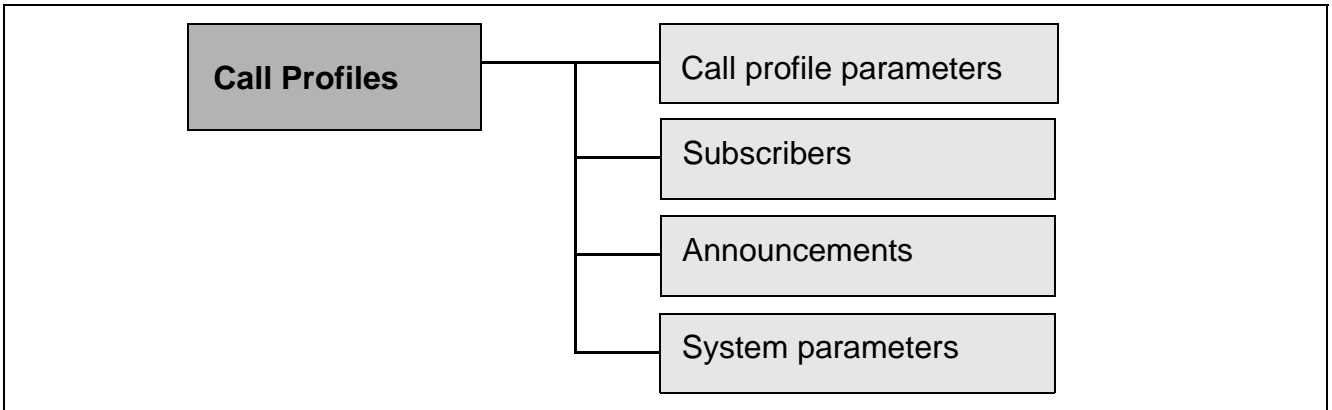 Call Profiles
Call profile parameters
Subscribers
Announcements
System parameters